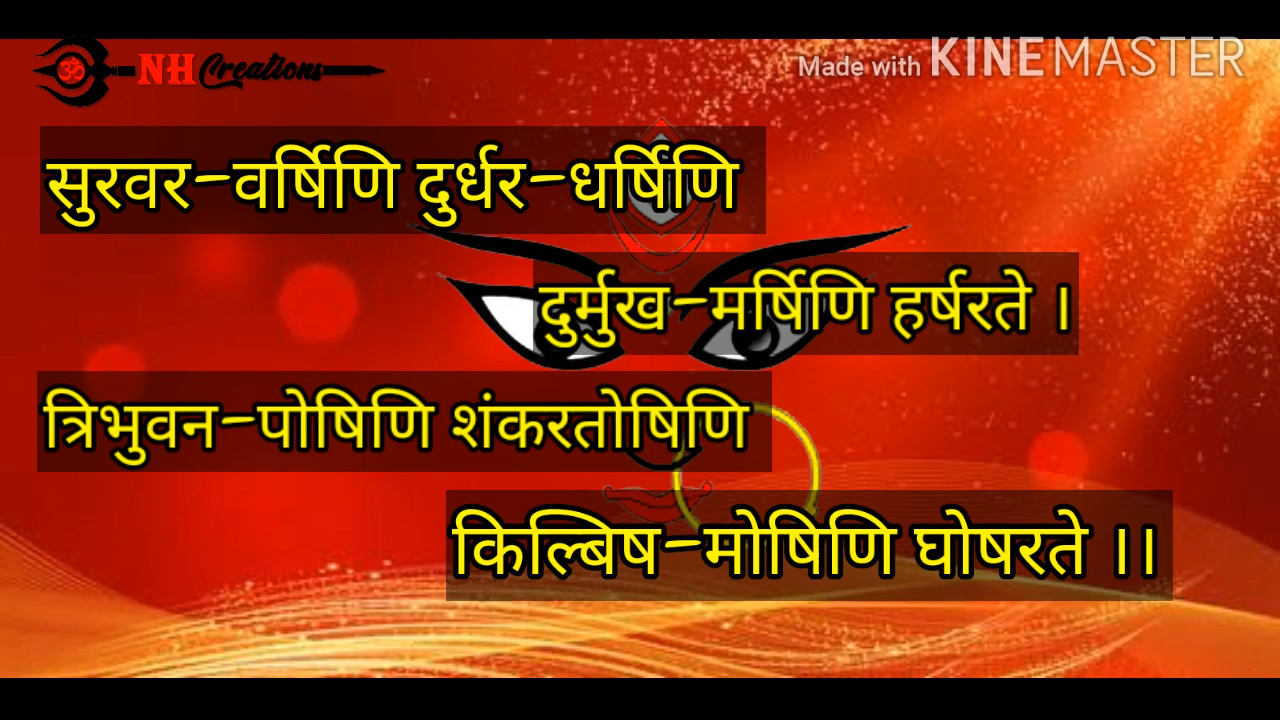 NH Creations
Made with KINEMASTER
सुरवर-वर्षिणि दुर्धर-धर्षिणि
दुर्मुख-मर्षिणि हर्षरते ।
त्रिभुवन-पोषिणि शंकरतोषिणि
किल्बिष-मोषिणि घोषरते ।।